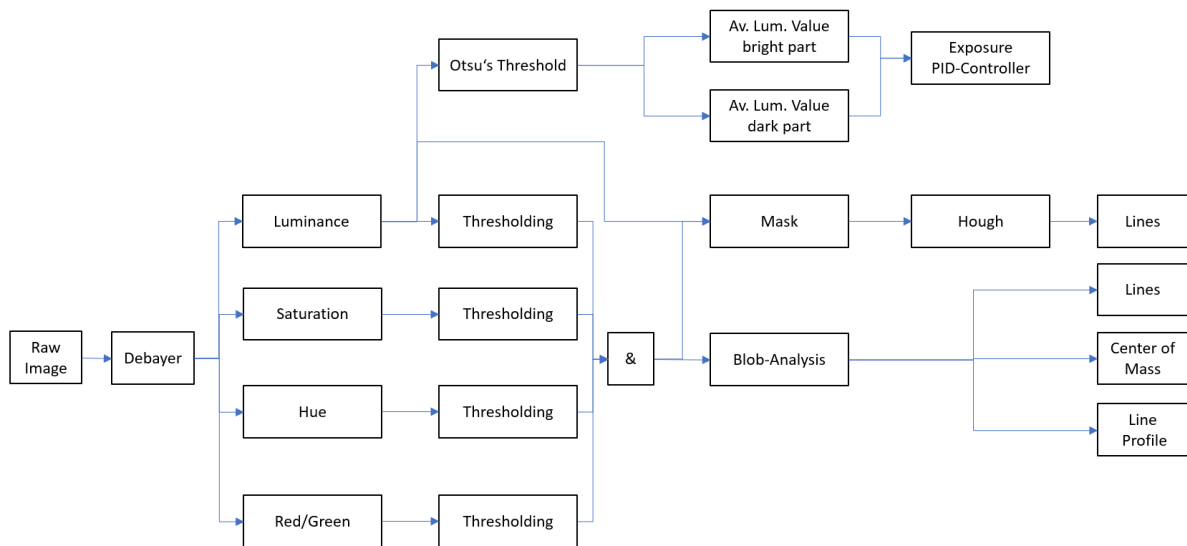 Av. Lum. Value
bright part
Exposure
PID-Controller
Otsu‘s Threshold
Av. Lum. Value
dark part
Luminance
Thresholding
Mask
Hough
Lines
Saturation
Thresholding
Lines
Raw
Image
Debayer
&
Blob-Analysis
Center of
Mass
Hue
Thresholding
Line
Profile
Red/Green
Thresholding